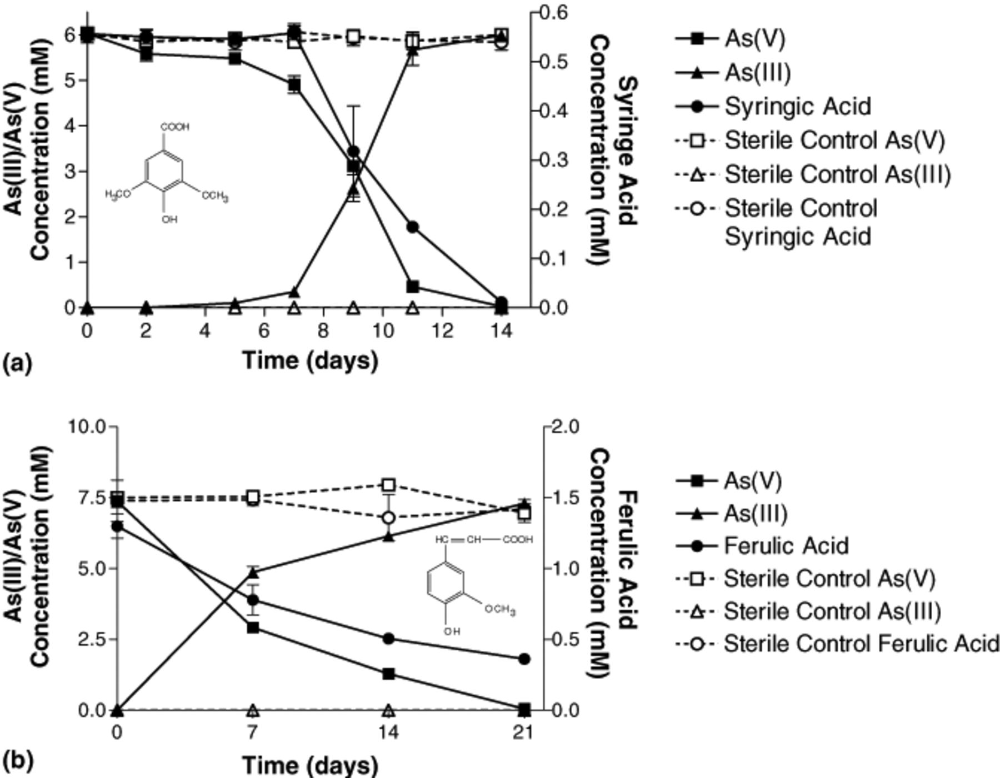 As(III)/As(V)
Concentration (mM)
6
5
4
3
2
1
0
0 2 4 6 8 10 12 14
Time (days)
0.6
0.5
0.4
0.3
0.2
0.1
0.0
Syringe Acid
Concentration (mM)
COOH
H3CO
OCH3
OH
As(V)
As(III)
Syringic Acid
Sterile Control As(V)
Sterile Control As(III)
Sterile Control
Syringic Acid
(a)
As(III)/As(V)
Concentration (mM)
10.0
7.5
5.0
2.5
0.0
0 7 14 21
Time (days)
2.0
1.5
1.0
0.5
0.0
Ferulic Acid
Concentration (mM)
HC CH COOH
OCH3
OH
As(V)
As(III)
Ferulic Acid
Sterile Control As(V)
Sterile Control As(III)
Sterile Control Ferulic Acid
(b)